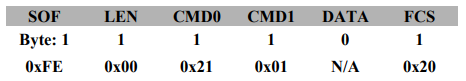 SOF LEN CMD0 CMD1 DATA FCS
Byte: 1 1 1 1 0 1
0xFE 0x00 0x21 0x01 N/A 0x20